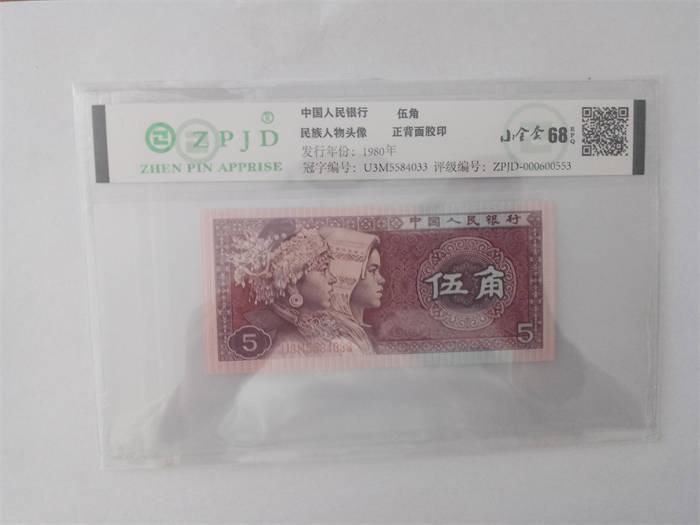 ZPJD®
ZHEN PIN APPRISE
中国人民银行 伍角
民族人物头像 正背面胶印
发行年份：1980年
冠字编号：U3M5584033 评级编号：ZPJD-000600553
68 EPQ
中国人民银行
伍角
5
5